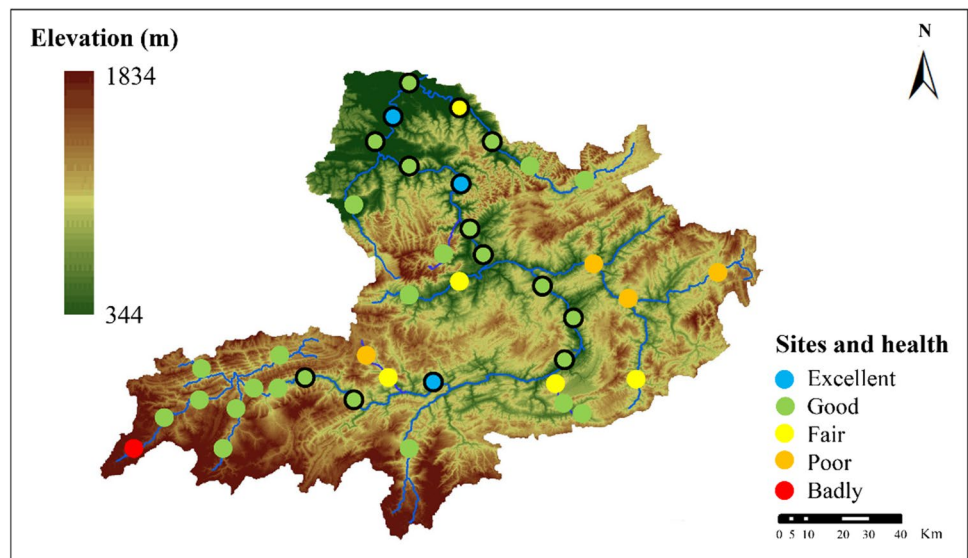 Elevation (m)
1834
344
N
Sites and health
Excellent
Good
Fair
Poor
Badly
0 5 10 20 30 40 Km